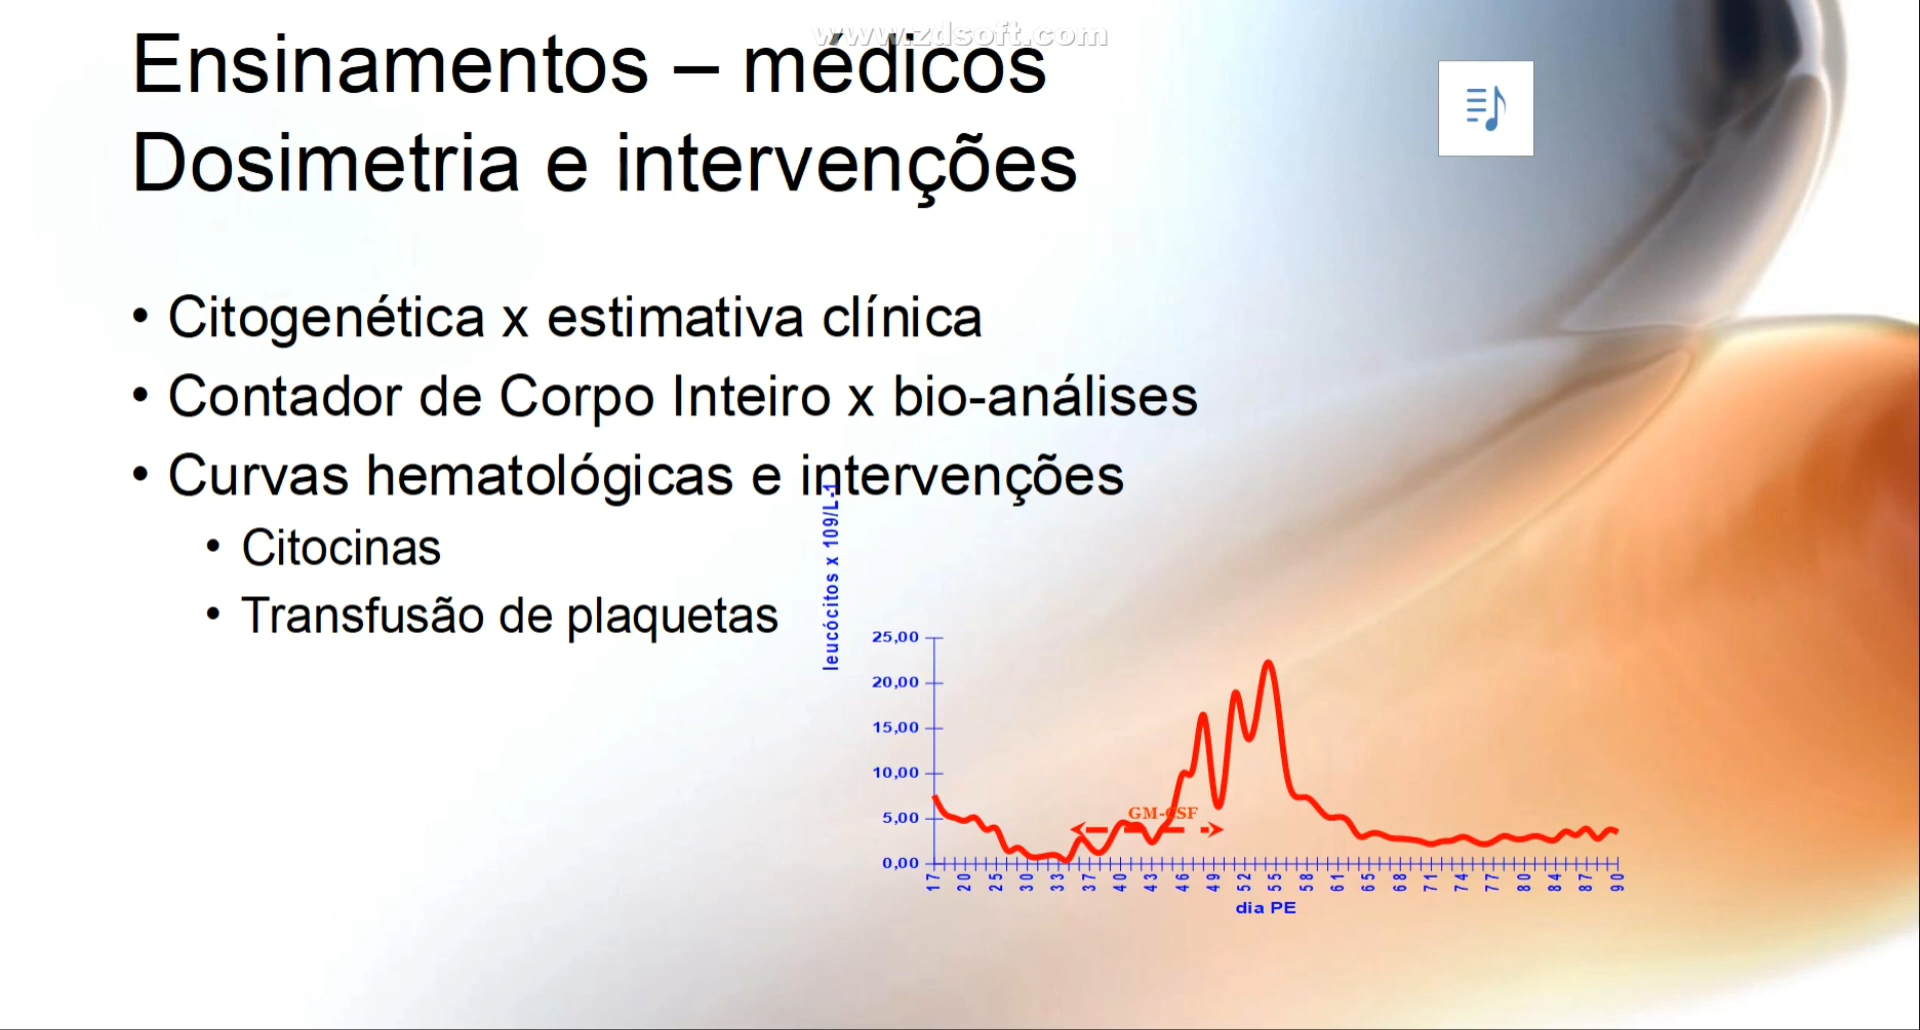 www.zdsoft.com
Ensinamentos – médicos
Dosimetria e intervenções
• Citogenética x estimativa clínica
• Contador de Corpo Inteiro x bio-análises
• Curvas hematológicas e intervenções
• Citocinas
• Transfusão de plaquetas
leucócitos x 109/L-1
25,00
20,00
15,00
10,00
5,00
0,00
GM-CSF
17 20 25 30 33 37 40 43 46 49 52 55 58 61 65 68 71 74 77 80 84 87 90
dia PE